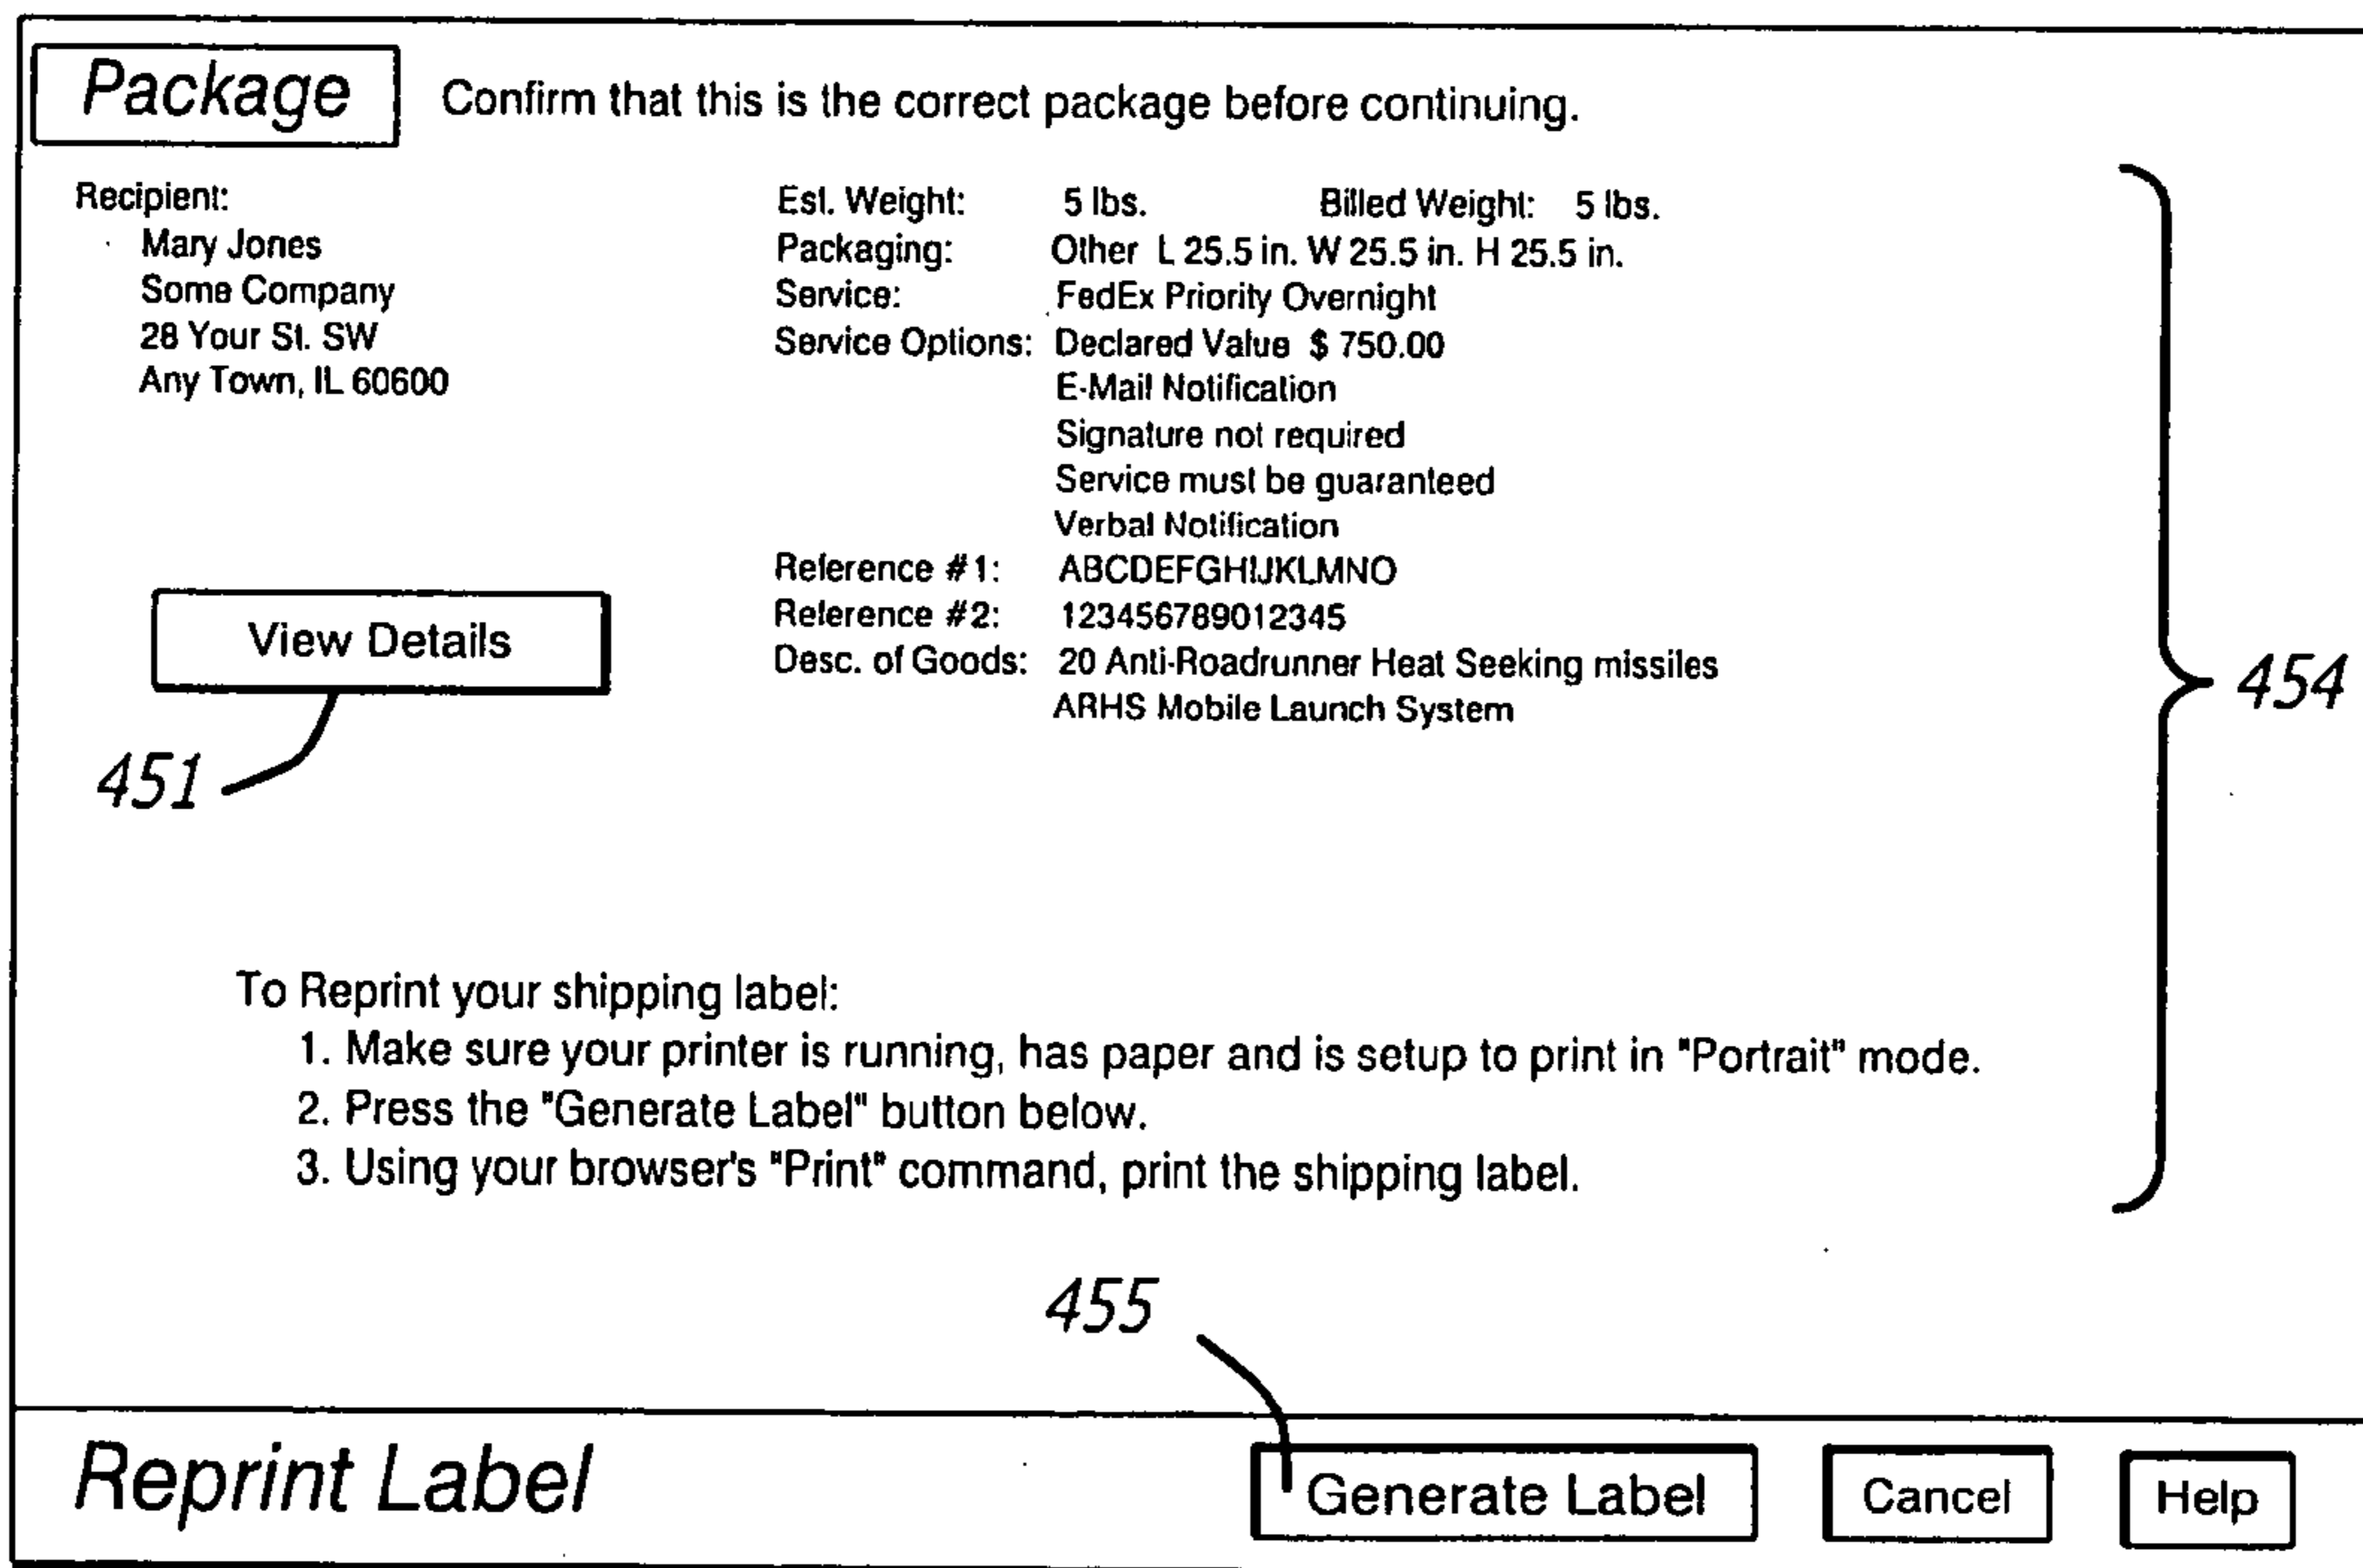 Package Confirm that this is the correct package before continuing.
Recipient:
Mary Jones
Some Company
28 Your St. SW
Any Town, IL 60600
Est. Weight: 5 lbs. Billed Weight: 5 lbs.
Packaging: Other L 25.5 in. W 25.5 in. H 25.5 in.
Service: FedEx Priority Overnight
Service Options: Declared Value $ 750.00
E-Mail Notification
Signature not required
Service must be guaranteed
Verbal Notification
Reference #1: ABCDEFGHIJKLMNO
Reference #2: 123456789012345
Desc. of Goods: 20 Anti-Roadrunner Heat Seeking missiles
ARHS Mobile Launch System
View Details
451
454
To Reprint your shipping label:
1. Make sure your printer is running, has paper and is setup to print in "Portrait" mode.
2. Press the "Generate Label" button below.
3. Using your browser's "Print" command, print the shipping label.
455
Reprint Label Generate Label Cancel Help